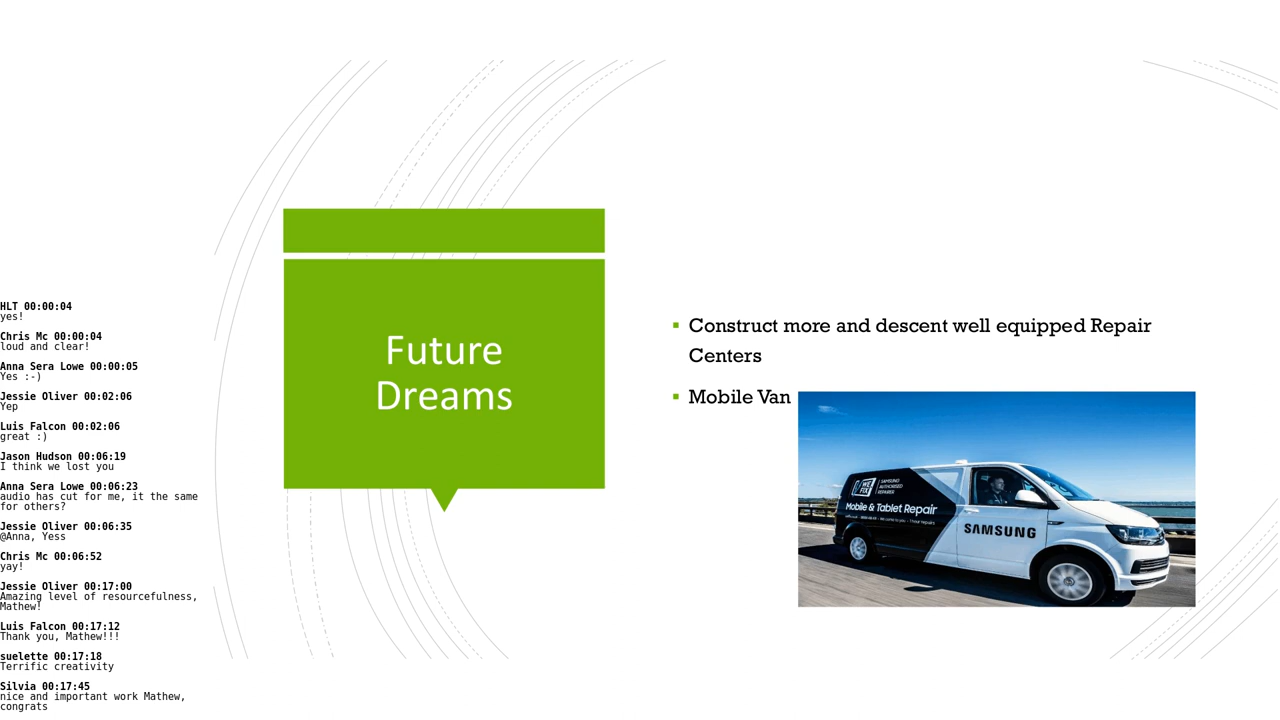 HLT 00:00:04
yes!
Chris Mc 00:00:04
loud and clear!
Anna Sera Lowe 00:00:05
Yes :-)
Jessie Oliver 00:02:06
Yep
Luis Falcon 00:02:06
great :)
Jason Hudson 00:06:19
I think we lost you
Anna Sera Lowe 00:06:23
audio has cut for me, it the same
for others?
Jessie Oliver 00:06:35
@Anna, Yess
Chris Mc 00:06:52
yay!
Jessie Oliver 00:17:00
Amazing level of resourcefulness,
Mathew!
Luis Falcon 00:17:12
Thank you, Mathew!!!
suelette 00:17:18
Terrific creativity
Silvia 00:17:45
nice and important work Mathew,
congrats
Future
Dreams
▪ Construct more and descent well equipped Repair
Centers
▪ Mobile Van
WE
FIX
SAMSUNG
AUTHORISED
REPAIRER
Mobile & Tablet Repair
SAMSUNG